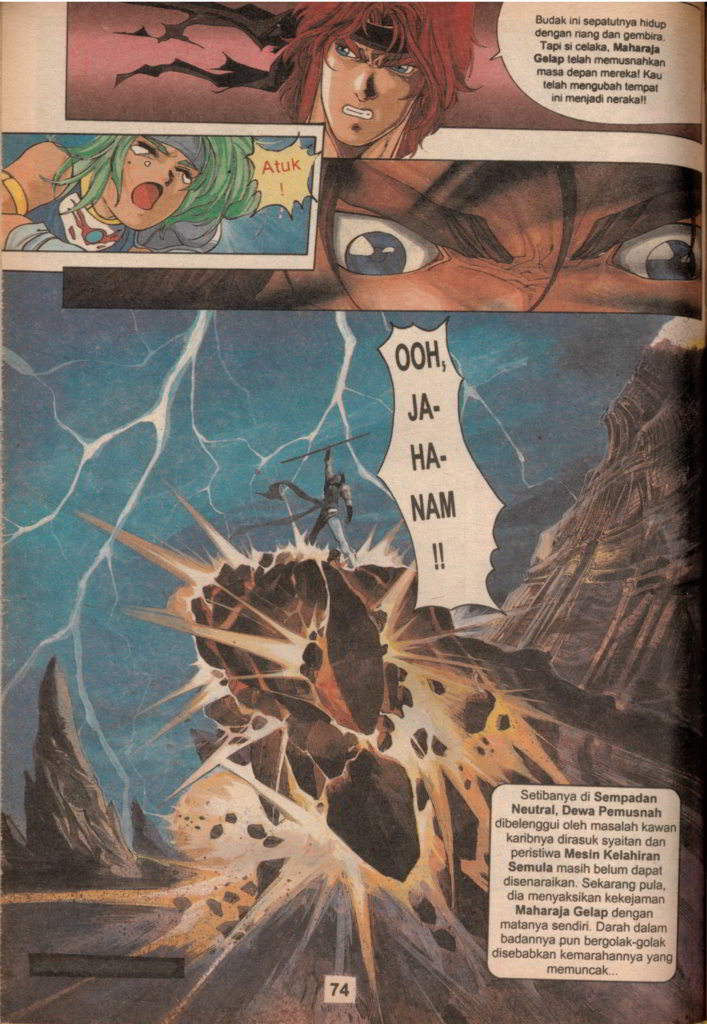 Budak ini sepatutnya hidup
dengan riang dan gembira.
Tapi si celaka, Maharaja
Gelap telah memusnahkan
masa depan mereka! Kau
telah mengubah tempat
ini menjadi neraka!!
Atuk
!
OOH,
JA-
HA-
NAM
!!
Setibanya di Sempadan
Neutral, Dewa Pemusnah
dibelenggui oleh masalah kawan
karibnya dirasuk syaitan dan
peristiwa Mesin Kelahiran
Semula masih belum dapat
disenaraikan. Sekarang pula,
dia menyaksikan kekejaman
Maharaja Gelap dengan
matanya sendiri. Darah dalam
badannya pun bergolak-golak
disebabkan kemarahannya yang
memuncak...
74